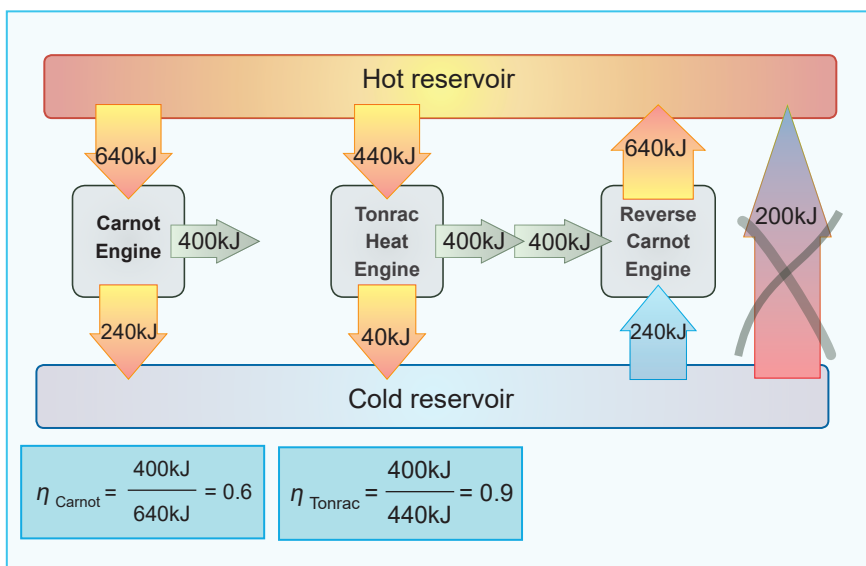 Hot reservoir
640kJ
440kJ
640kJ
Carnot
Engine
400kJ
Tonrac
Heat
Engine
400kJ
400kJ
Reverse
Carnot
Engine
200kJ
240kJ
40kJ
240kJ
Cold reservoir
η Carnot = 400kJ / 640kJ = 0.6
η Tonrac = 400kJ / 440kJ = 0.9